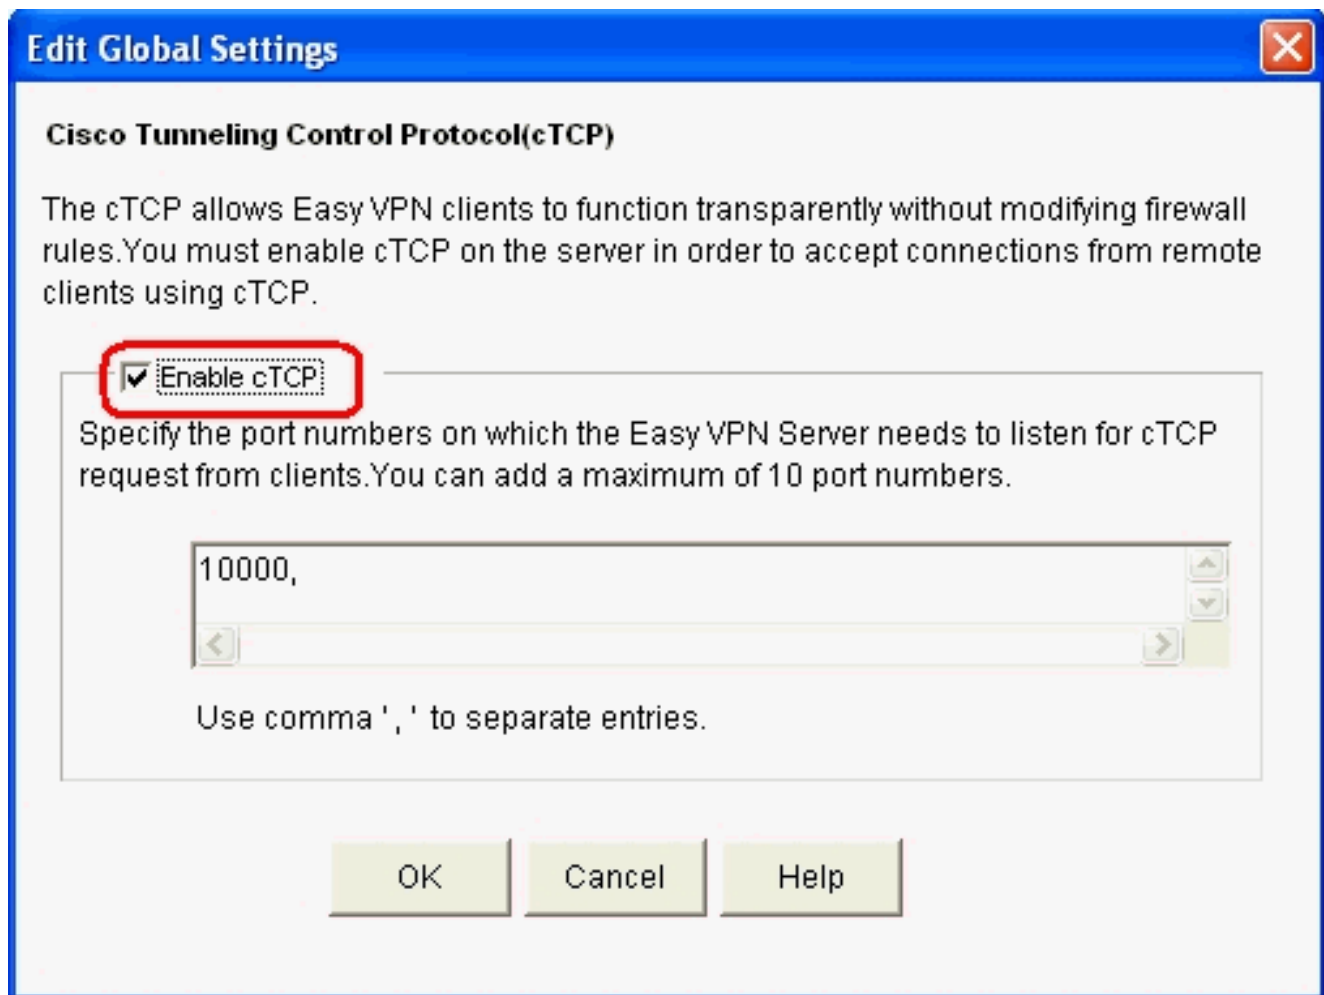 Edit Global Settings
Cisco Tunneling Control Protocol(cTCP)
The cTCP allows Easy VPN clients to function transparently without modifying firewall
rules.You must enable cTCP on the server in order to accept connections from remote
clients using cTCP.
Enable cTCP
Specify the port numbers on which the Easy VPN Server needs to listen for cTCP
request from clients.You can add a maximum of 10 port numbers.
10000,
Use comma ' , ' to separate entries.
OK Cancel Help